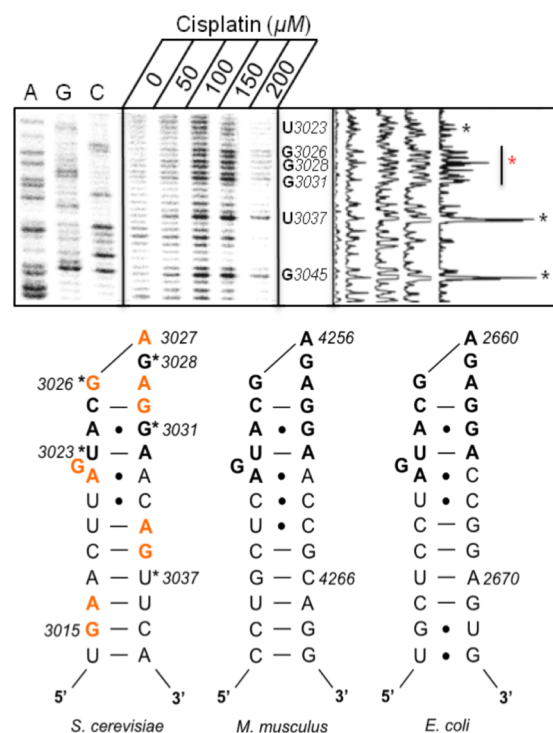 Cisplatin (μM)
A G C 0 50 100 150 200
U3023 *
G3026
G3028 *
G3031
U3037 *
G3045 *
A 3027 A 4256 A 2660
G* 3028 G G
3026 *G A G A G A
C – G C – G C – G
A • G* 3031 A • G A • G
3023 *U – A U – A U – A
G G G
A – A A – A A – C
U • C C • C U • C
U – A U • C C – G
C – G C – G C – G
A – U* 3037 G – C 4266 U – A 2670
A – U U – A C – G
3015 G – C C – G G • U
U – A C – G U • G
5' 3' 5' 3' 5' 3'
S. cerevisiae M. musculus E. coli